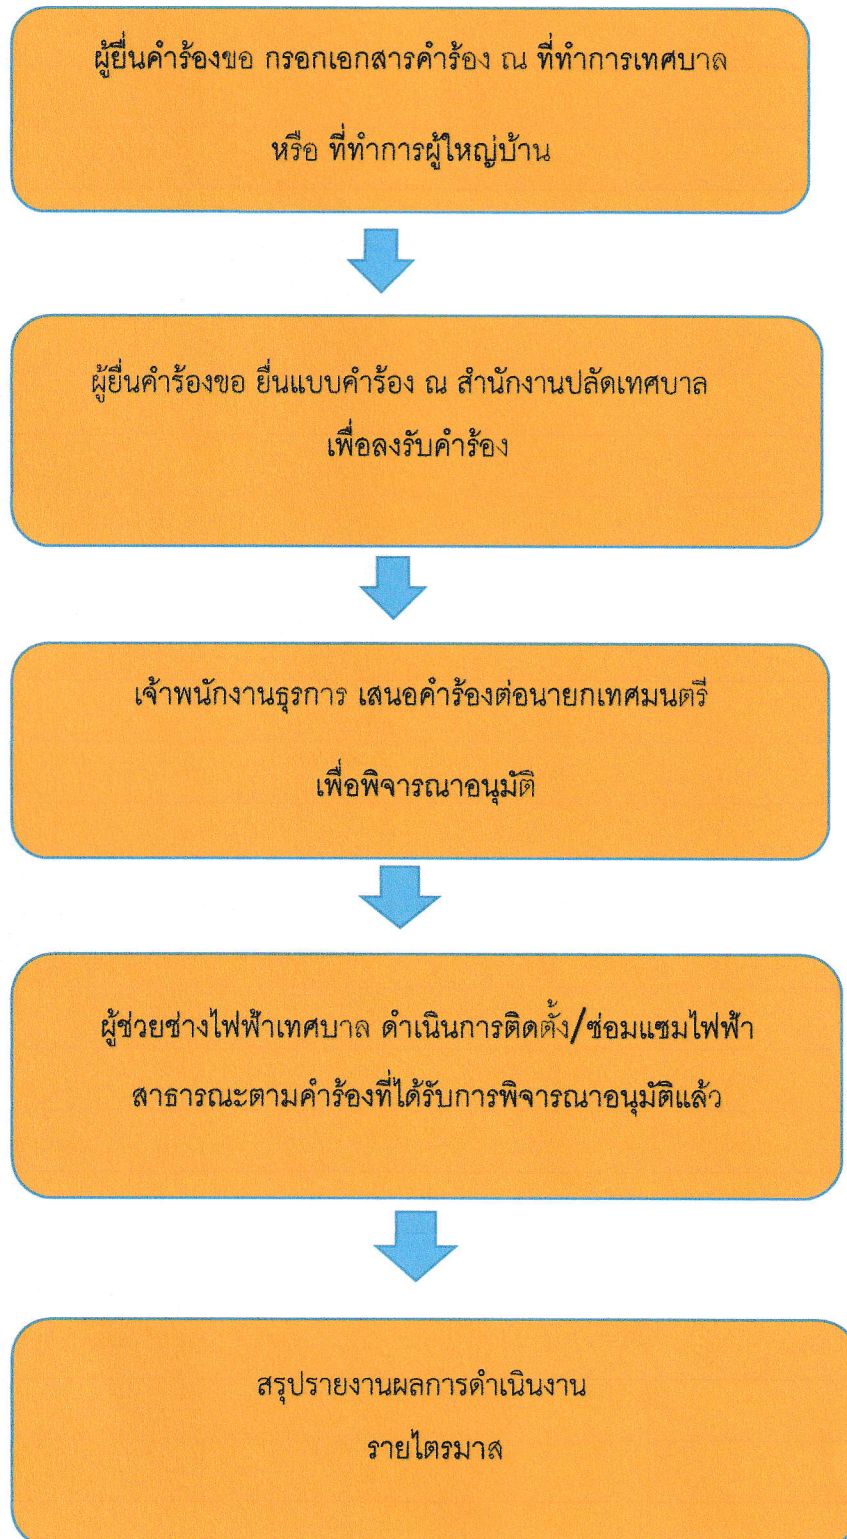 ผู้ยื่นคำร้องขอ กรอกเอกสารคำร้อง ณ ที่ทำการเทศบาล
หรือ ที่ทำการผู้ใหญ่บ้าน
ผู้ยื่นคำร้องขอ ยื่นแบบคำร้อง ณ สำนักงานปลัดเทศบาล
เพื่อลงรับคำร้อง
เจ้าพนักงานธุรการ เสนอคำร้องต่อนายกเทศมนตรี
เพื่อพิจารณาอนุมัติ
ผู้ช่วยช่างไฟฟ้าเทศบาล ดำเนินการติดตั้ง/ซ่อมแซมไฟฟ้า
สาธารณะตามคำร้องที่ได้รับการพิจารณาอนุมัติแล้ว
สรุปรายงานผลการดำเนินงาน
รายไตรมาส